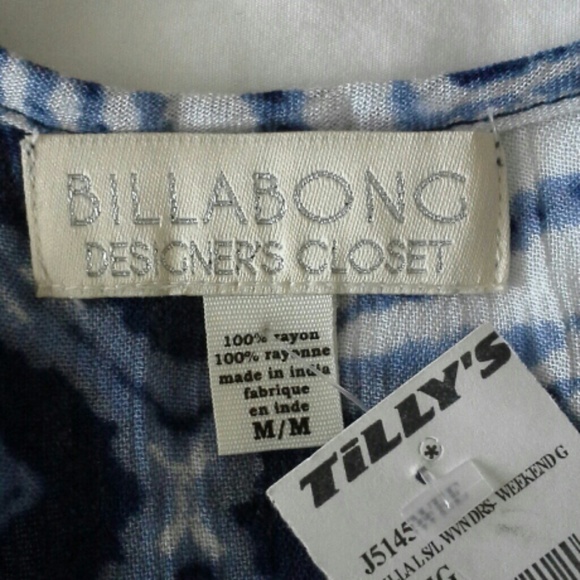 BILLABONG
DESIGNER'S CLOSET
100% rayon
100% rayonne
made in india
fabrique
en inde
M/M
TiLLY'S
J5145
S/L WVN DRS- WEEKEND G